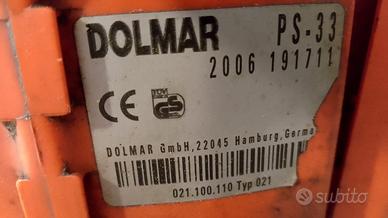 DOLMAR PS-33
2006 191711
CE
DOLMAR GmbH, 22045 Hamburg, Germa
021.100.110 Typ 021
subito